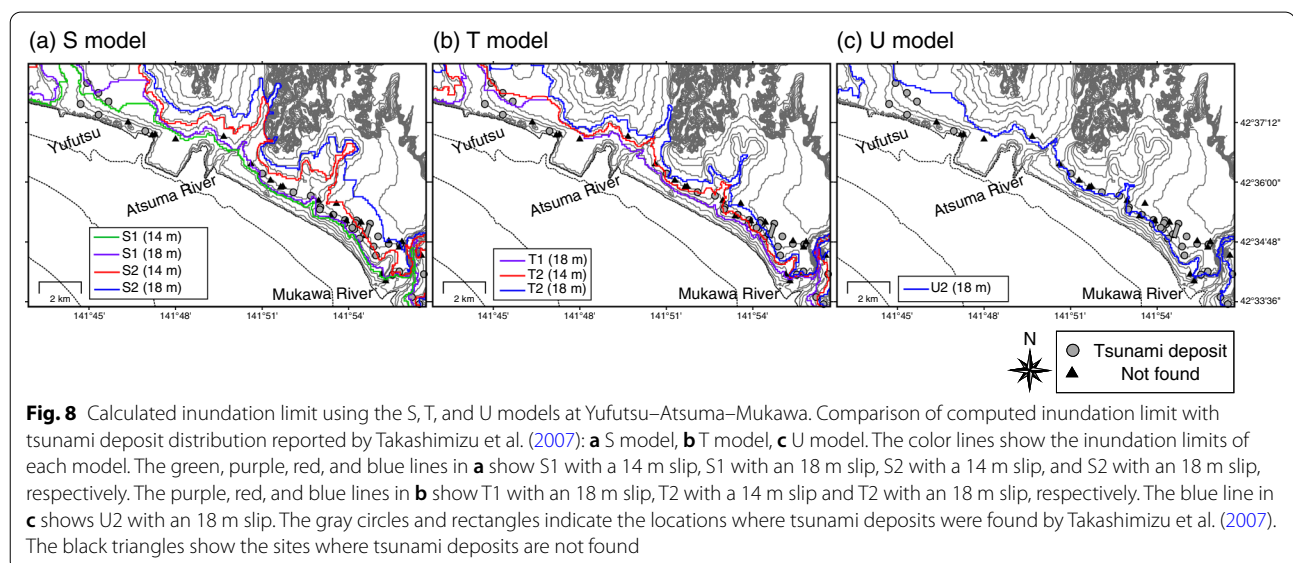 (a) S model
(b) T model
(c) U model
Yufutsu
Atsuma River
Mukawa River
S1 (14 m)
S1 (18 m)
S2 (14 m)
S2 (18 m)
2 km
141°45'
141°48'
141°51'
141°54'
Yufutsu
Atsuma River
Mukawa River
T1 (18 m)
T2 (14 m)
T2 (18 m)
2 km
141°45'
141°48'
141°51'
141°54'
Yufutsu
Atsuma River
Mukawa River
U2 (18 m)
2 km
141°45'
141°48'
141°51'
141°54'
42°37'12"
42°36'00"
42°34'48"
42°33'36"
N
Tsunami deposit
Not found
Fig. 8 Calculated inundation limit using the S, T, and U models at Yufutsu–Atsuma–Mukawa. Comparison of computed inundation limit with
tsunami deposit distribution reported by Takashimizu et al. (2007): a S model, b T model, c U model. The color lines show the inundation limits of
each model. The green, purple, red, and blue lines in a show S1 with a 14 m slip, S1 with an 18 m slip, S2 with a 14 m slip, and S2 with an 18 m slip,
respectively. The purple, red, and blue lines in b show T1 with an 18 m slip, T2 with a 14 m slip and T2 with an 18 m slip, respectively. The blue line in
c shows U2 with an 18 m slip. The gray circles and rectangles indicate the locations where tsunami deposits were found by Takashimizu et al. (2007).
The black triangles show the sites where tsunami deposits are not found